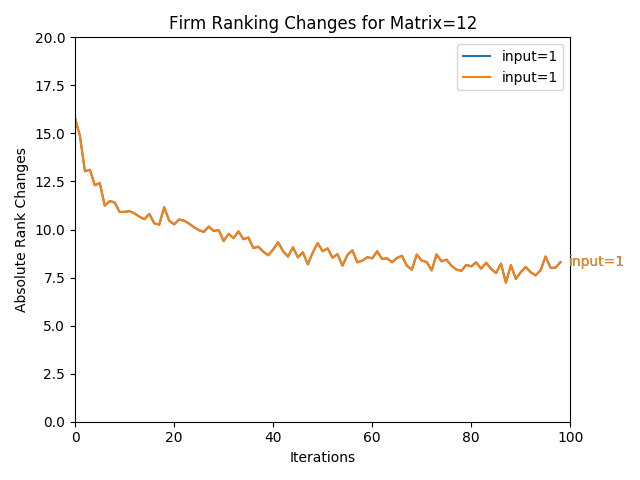 Firm Ranking Changes for Matrix=12
20.0
17.5
15.0
12.5
10.0
7.5
5.0
2.5
0.0
Absolute Rank Changes
input=1
input=1
input=1
0
20
40
60
80
100
Iterations